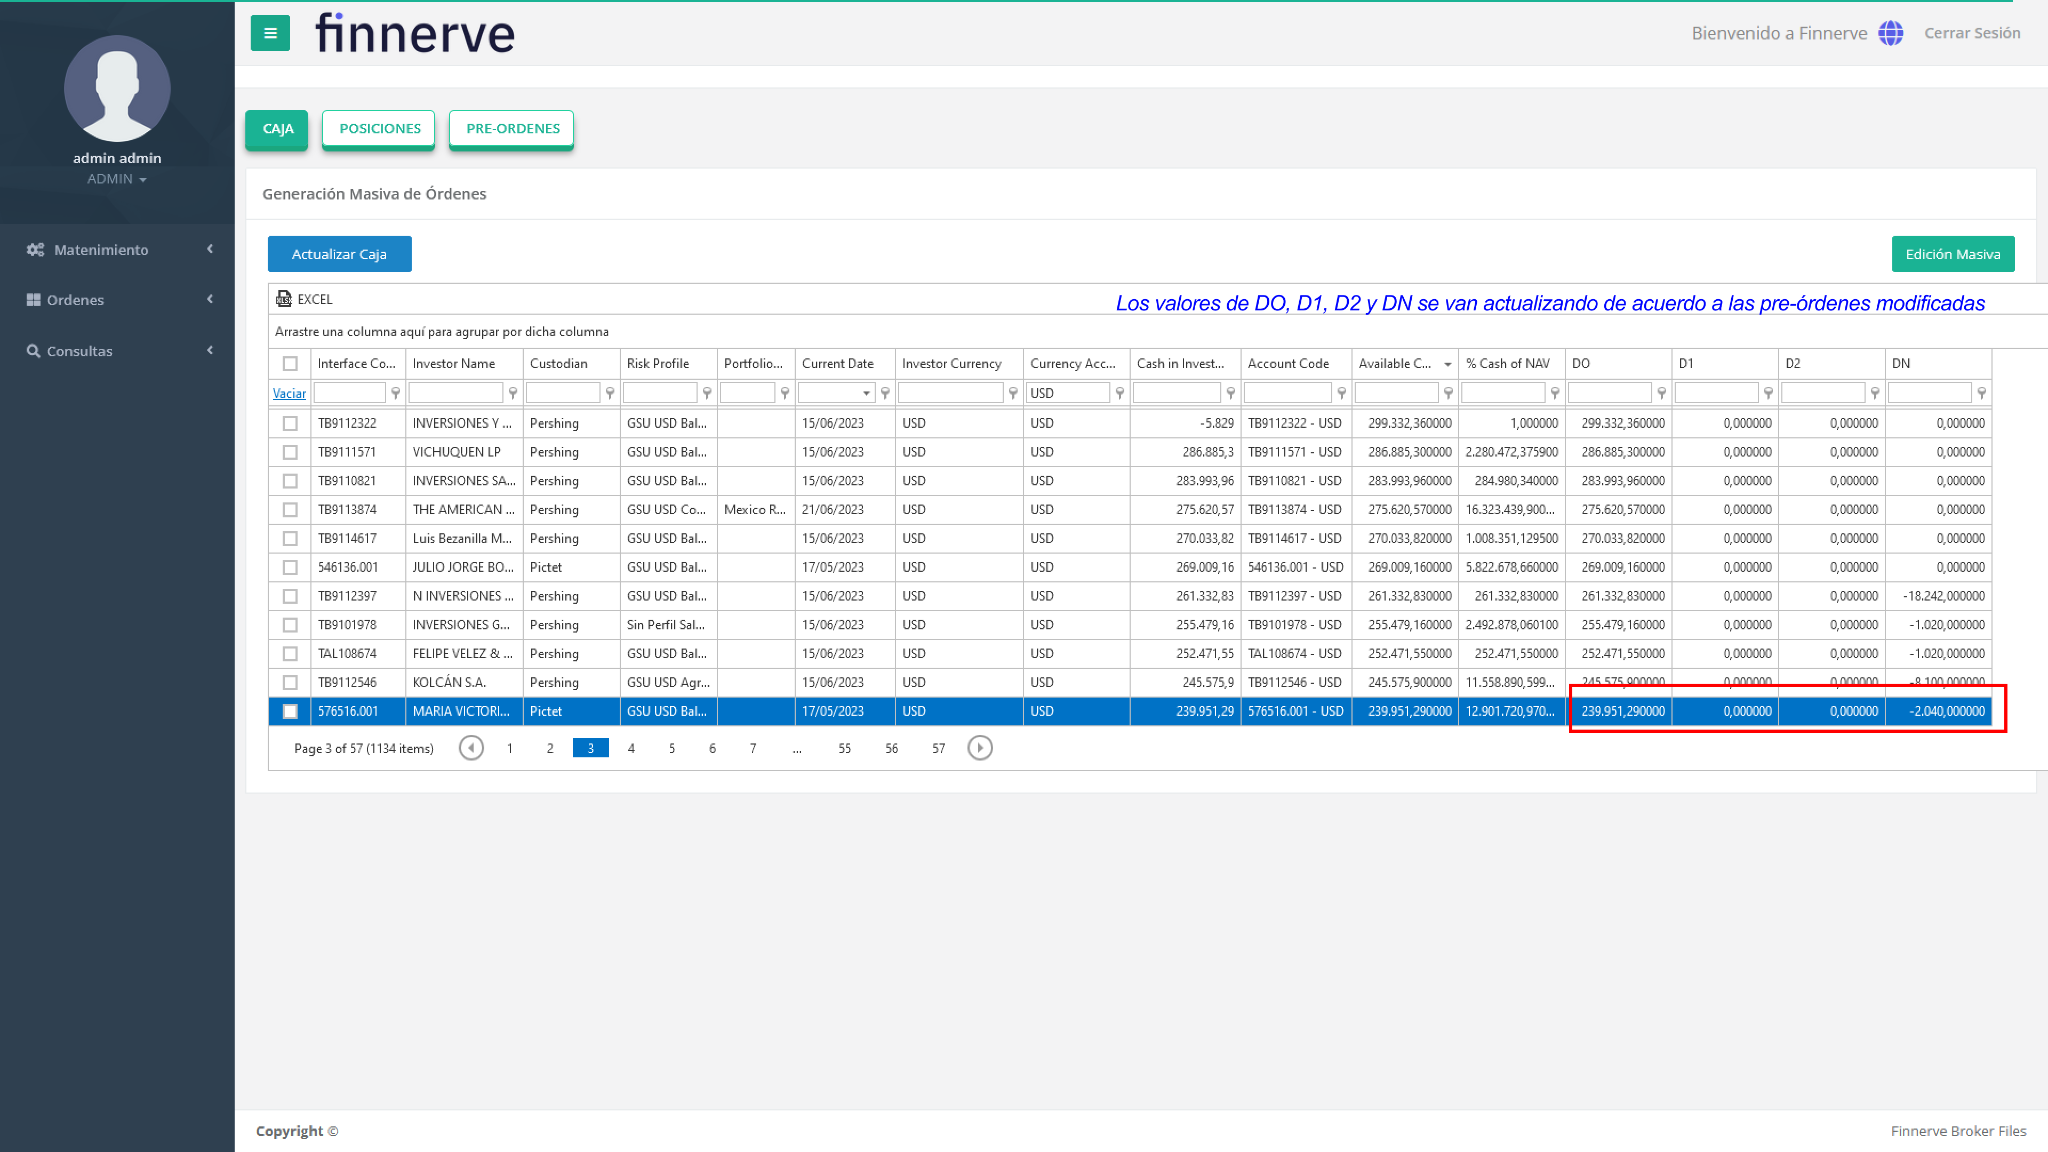 finnerve
Bienvenido a Finnerve
Cerrar Sesión
admin admin
ADMIN
Matenimiento
Ordenes
Consultas
CAJA POSICIONES PRE-ORDENES
Generación Masiva de Órdenes
Actualizar Caja
Edición Masiva
EXCEL
Los valores de DO, D1, D2 y DN se van actualizando de acuerdo a las pre-órdenes modificadas
Arrastre una columna aquí para agrupar por dicha columna
Interface Co... Investor Name Custodian Risk Profile Portfolio... Current Date Investor Currency Currency Acc... Cash in Invest... Account Code Available C... % Cash of NAV DO D1 D2 DN
Vaciar USD
TB9112322 INVERSIONES Y ... Pershing GSU USD Bal... 15/06/2023 USD USD -5.829 TB9112322 - USD 299.332,360000 1,000000 299.332,360000 0,000000 0,000000 0,000000
TB9111571 VICHUQUEN LP Pershing GSU USD Bal... 15/06/2023 USD USD 286.885,3 TB9111571 - USD 286.885,300000 2.280.472,375900 286.885,300000 0,000000 0,000000 0,000000
TB9110821 INVERSIONES SA... Pershing GSU USD Bal... 15/06/2023 USD USD 283.993,96 TB9110821 - USD 283.993,960000 284.980,340000 283.993,960000 0,000000 0,000000 0,000000
TB9113874 THE AMERICAN ... Pershing GSU USD Co... Mexico R... 21/06/2023 USD USD 275.620,57 TB9113874 - USD 275.620,570000 16.323.439,900... 275.620,570000 0,000000 0,000000 0,000000
TB9114617 Luis Bezanilla M... Pershing GSU USD Bal... 15/06/2023 USD USD 270.033,82 TB9114617 - USD 270.033,820000 1.008.351,129500 270.033,820000 0,000000 0,000000 0,000000
546136.001 JULIO JORGE BO... Pictet GSU USD Bal... 17/05/2023 USD USD 269.009,16 546136.001 - USD 269.009,160000 5.822.678,660000 269.009,160000 0,000000 0,000000 0,000000
TB9112397 N INVERSIONES ... Pershing GSU USD Bal... 15/06/2023 USD USD 261.332,83 TB9112397 - USD 261.332,830000 261.332,830000 261.332,830000 0,000000 0,000000 -18.242,000000
TB9101978 INVERSIONES G... Pershing Sin Perfil Sal... 15/06/2023 USD USD 255.479,16 TB9101978 - USD 255.479,160000 2.492.878,060100 255.479,160000 0,000000 0,000000 -1.020,000000
TAL108674 FELIPE VELEZ & ... Pershing GSU USD Bal... 15/06/2023 USD USD 252.471,55 TAL108674 - USD 252.471,550000 252.471,550000 252.471,550000 0,000000 0,000000 -1.020,000000
TB9112546 KOLCÁN S.A. Pershing GSU USD Agr... 15/06/2023 USD USD 245.575,9 TB9112546 - USD 245.575,900000 11.558.890,599... 245.575,900000 0,000000 0,000000 -8.100,000000
576516.001 MARIA VICTORI... Pictet GSU USD Bal... 17/05/2023 USD USD 239.951,29 576516.001 - USD 239.951,290000 12.901.720,970... 239.951,290000 0,000000 0,000000 -2.040,000000
Page 3 of 57 (1134 items) 1 2 3 4 5 6 7 ... 55 56 57
Copyright ©
Finnerve Broker Files